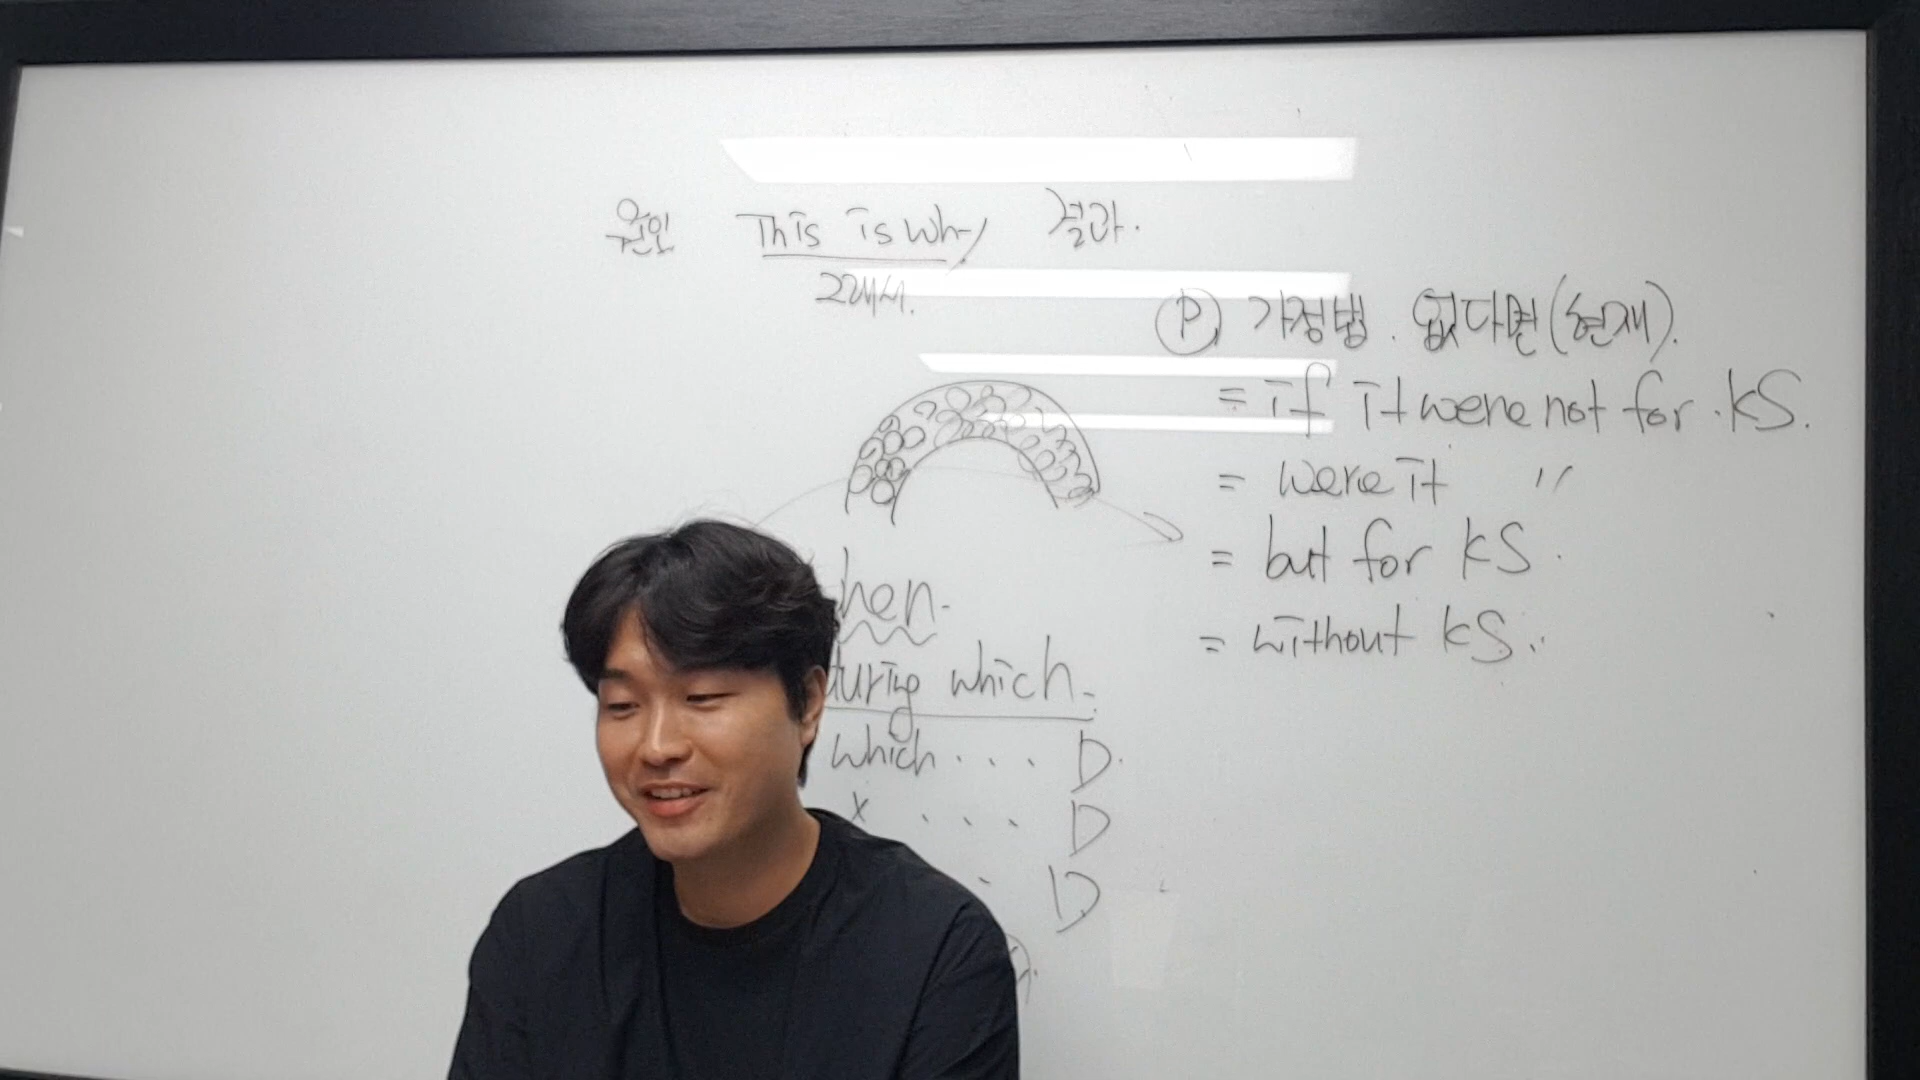 원인 This is why 결과.
그래서.
Ⓟ 가정법. 없다면(현재).
= if it were not for KS.
= were it 〃
= but for KS.
= without KS.
hen.
during which.
which ... D.
x ... D
D